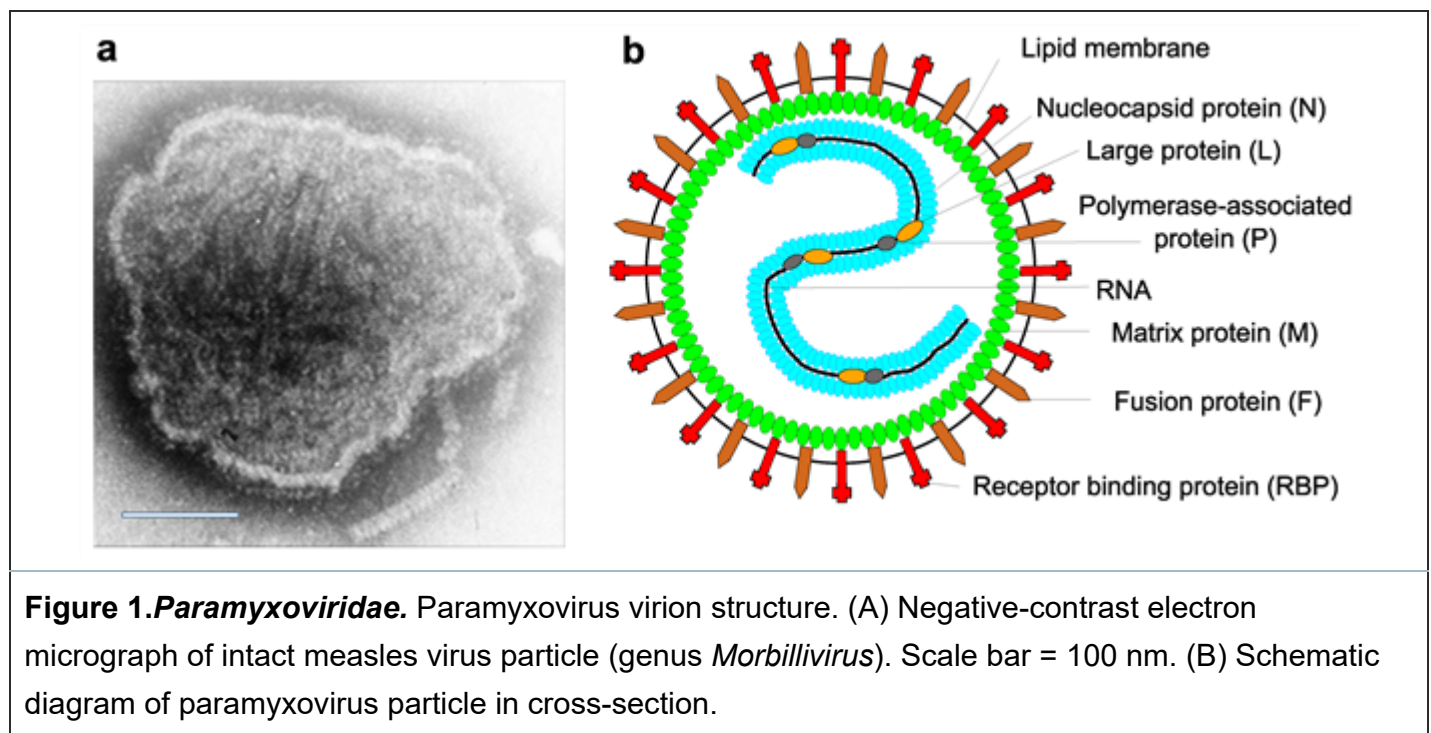 a
b
Lipid membrane
Nucleocapsid protein (N)
Large protein (L)
Polymerase-associated
protein (P)
RNA
Matrix protein (M)
Fusion protein (F)
Receptor binding protein (RBP)
Figure 1.Paramyxoviridae. Paramyxovirus virion structure. (A) Negative-contrast electron
micrograph of intact measles virus particle (genus Morbillivirus). Scale bar = 100 nm. (B) Schematic
diagram of paramyxovirus particle in cross-section.